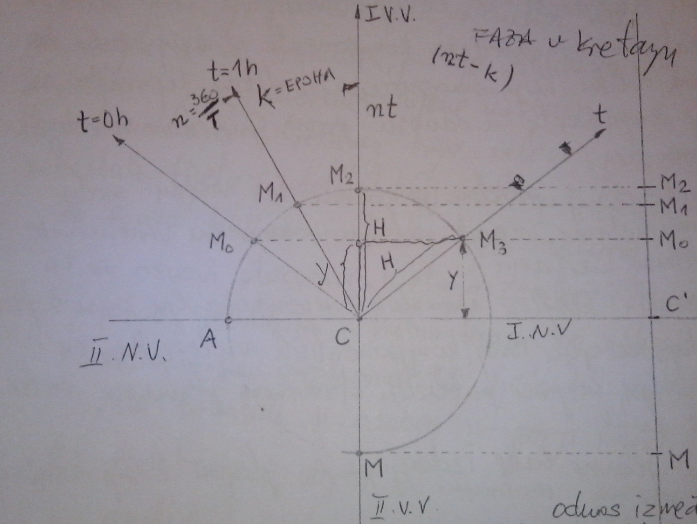 I V.V.
FAZA u kretanju
(nt-k)
t=1h
k=EPOHA
n=360/T
nt
t=0h
t
M₂
M₂
M₁
M₁
M₀
H
M₃
M₀
y
H
y
A
C
I.N.V
C'
II.N.V.
M
M
II.V.V.
odnos izmeđ